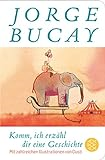 JORGE
BUCAY
Komm, ich erzähl
dir eine Geschichte
Mit zahlreichen Illustrationen von Gusti